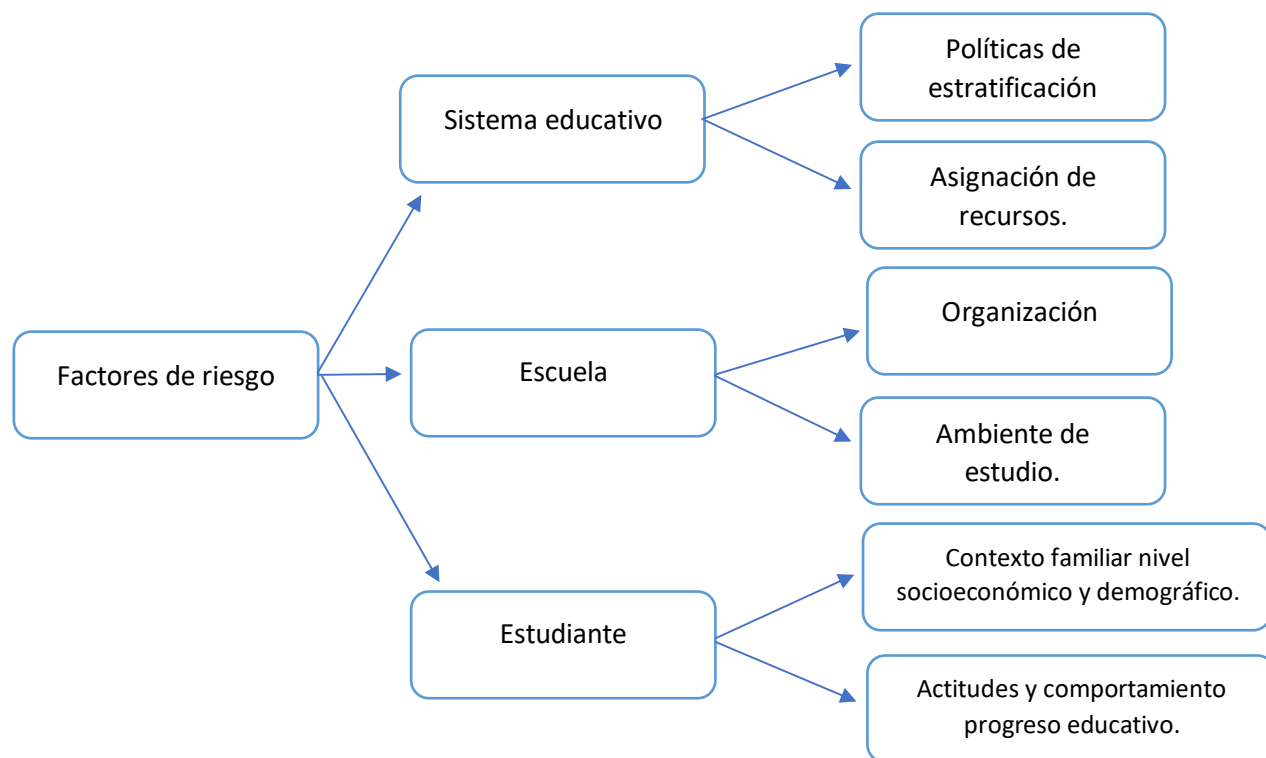 Políticas de
estratificación
Sistema educativo
Asignación de
recursos.
Organización
Factores de riesgo
Escuela
Ambiente de
estudio.
Contexto familiar nivel
socioeconómico y demográfico.
Estudiante
Actitudes y comportamiento
progreso educativo.